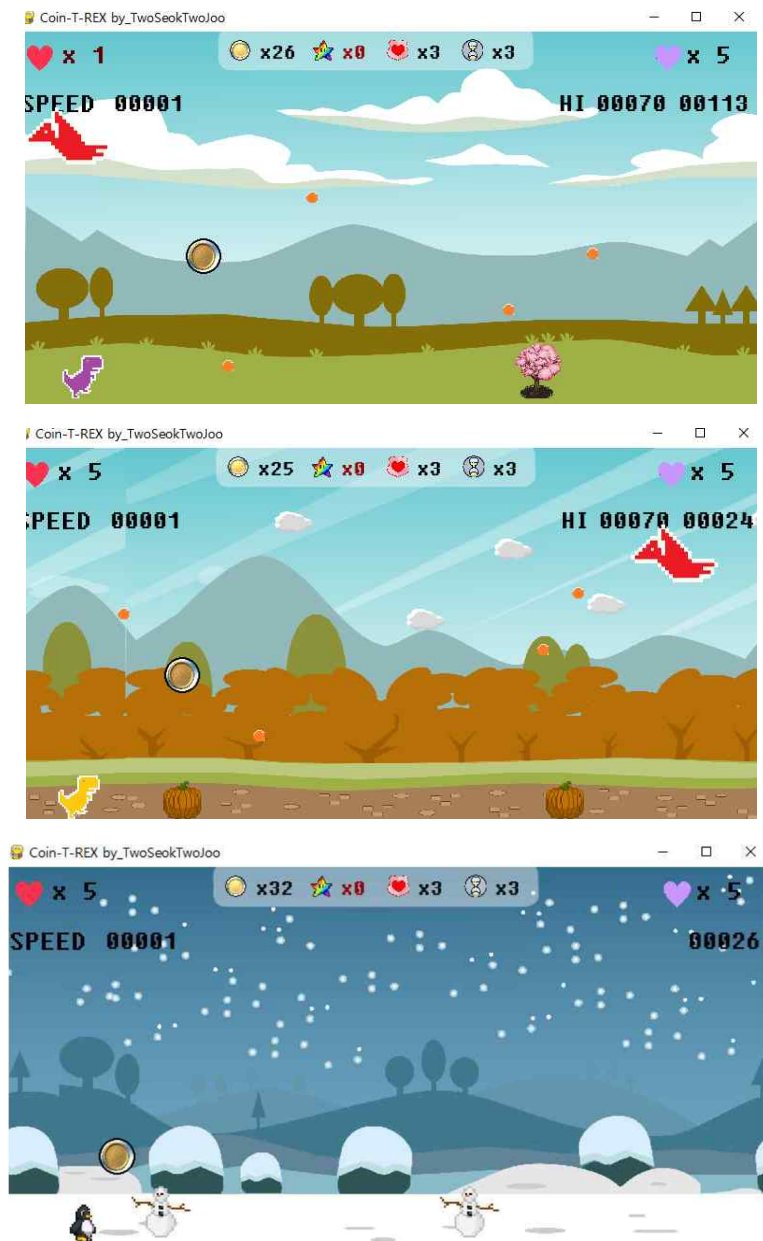 Coin-T-REX by_TwoSeokTwoJoo
x 1 x26 x0 x3 x3 x 5
SPEED 00001 HI 00070 00113
Coin-T-REX by_TwoSeokTwoJoo
x 5 x25 x0 x3 x3 x 5
SPEED 00001 HI 00070 00024
Coin-T-REX by_TwoSeokTwoJoo
x 5 x32 x0 x3 x3 x 5
SPEED 00001 00026